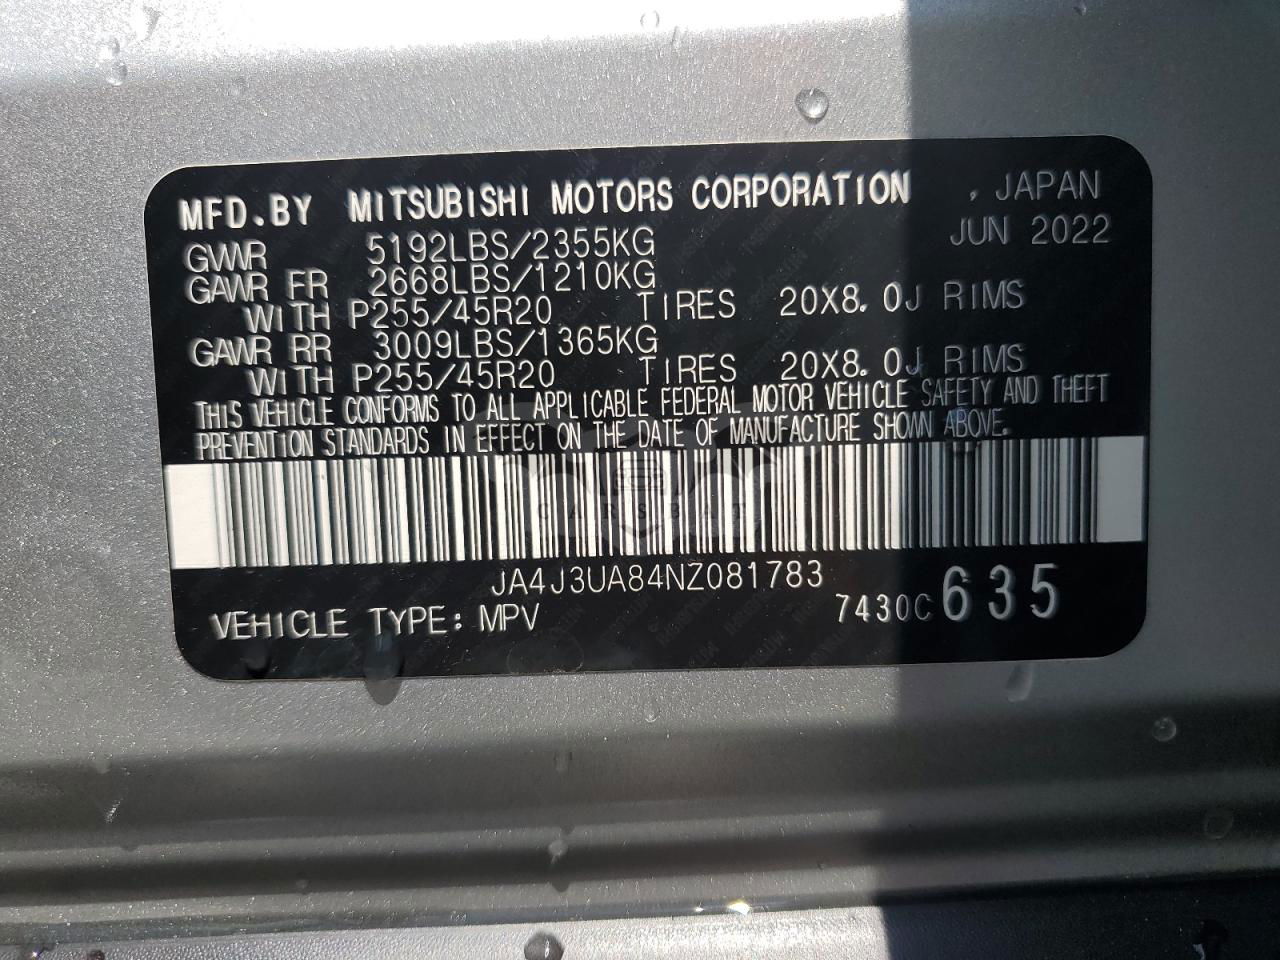 MFD.BY MITSUBISHI MOTORS CORPORATION , JAPAN
JUN 2022
GVWR 5192LBS/2355KG
GAWR FR 2668LBS/1210KG
WITH P255/45R20 TIRES 20X8.0J RIMS
GAWR RR 3009LBS/1365KG
WITH P255/45R20 TIRES 20X8.0J RIMS
THIS VEHICLE CONFORMS TO ALL APPLICABLE FEDERAL MOTOR VEHICLE SAFETY AND THEFT
PREVENTION STANDARDS IN EFFECT ON THE DATE OF MANUFACTURE SHOWN ABOVE.
CARSBAT
JA4J3UA84NZ081783
VEHICLE TYPE: MPV 7430C 635